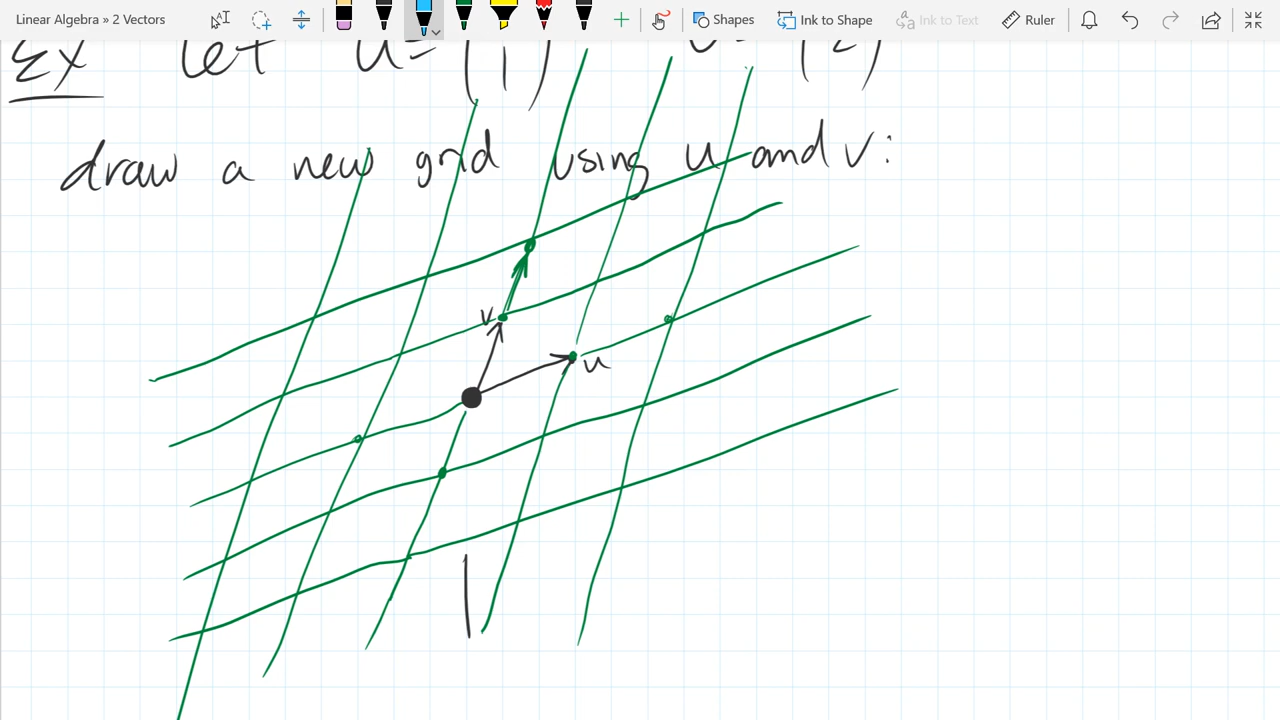 Linear Algebra » 2 Vectors
Shapes Ink to Shape Ink to Text Ruler
Ex Let u= (1) v= (2)
draw a new grid using u and v:
v
u